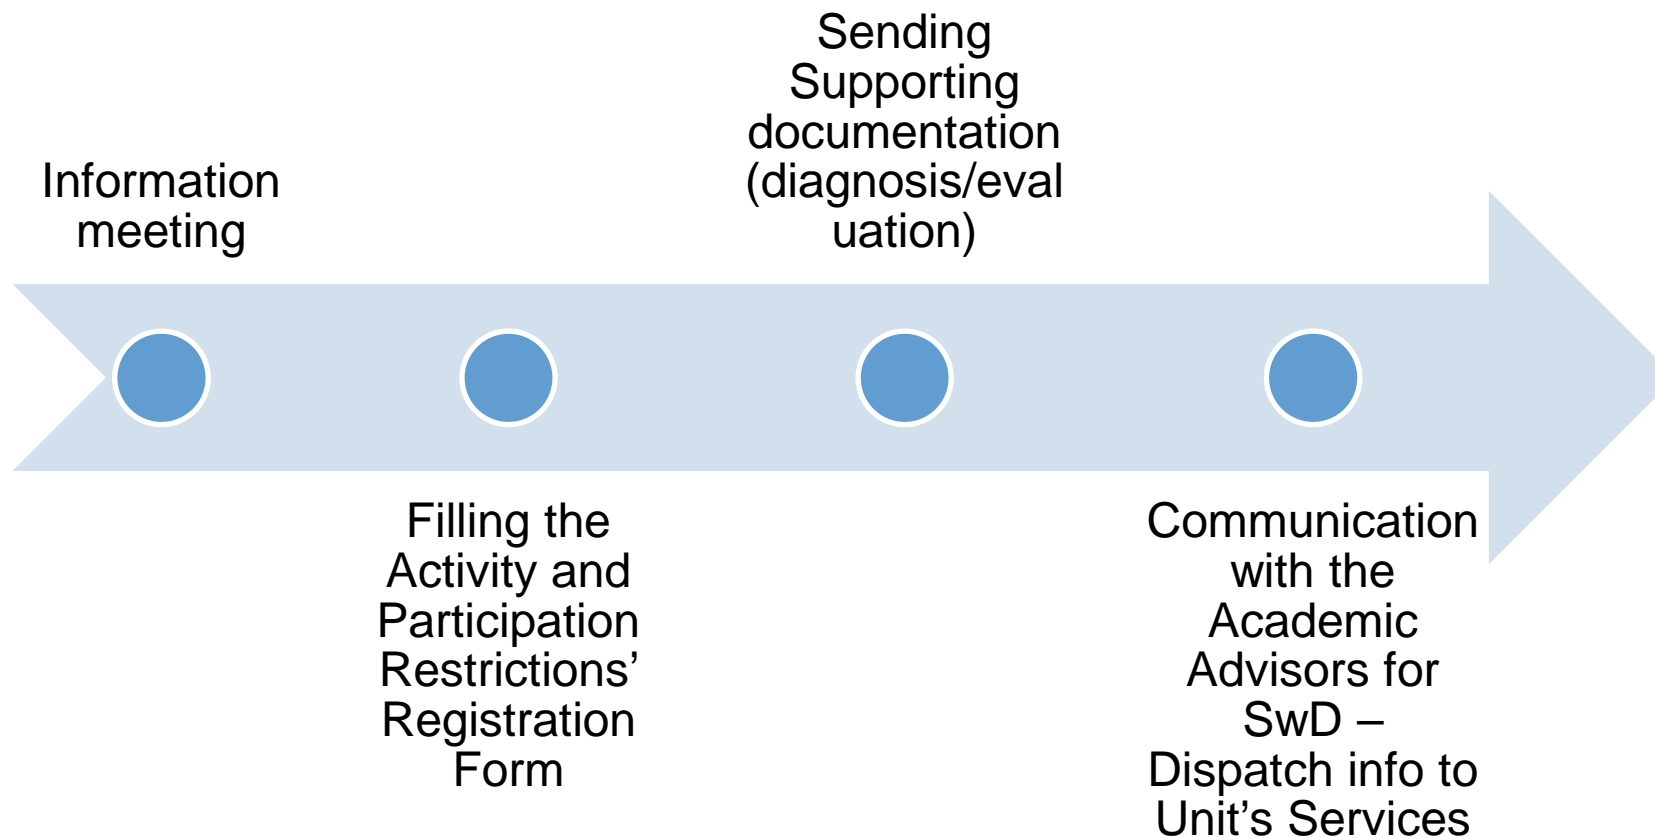 Information
meeting
Filling the
Activity and
Participation
Restrictions’
Registration
Form
Sending
Supporting
documentation
(diagnosis/eval
uation)
Communication
with the
Academic
Advisors for
SwD –
Dispatch info to
Unit’s Services